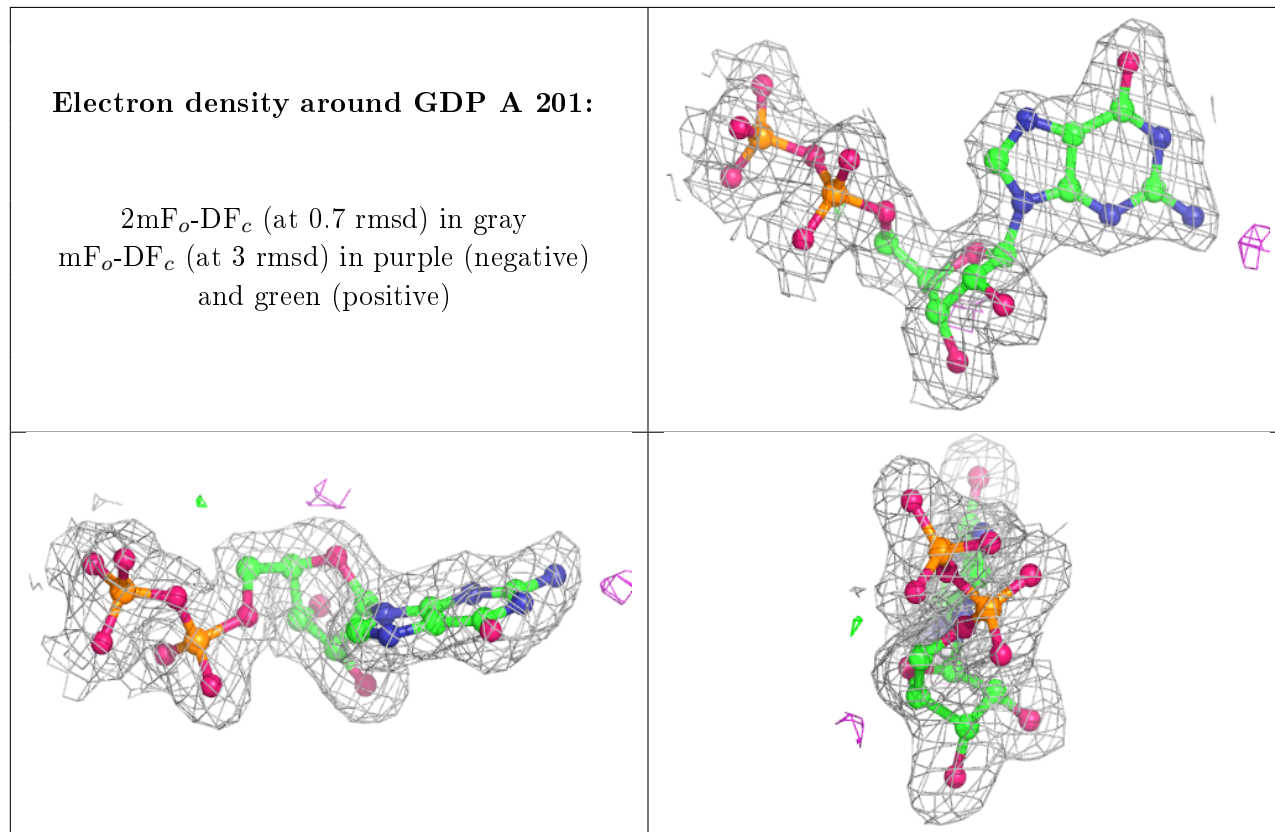 Electron density around GDP A 201:
2mFₒ-DF𝒸 (at 0.7 rmsd) in gray
mFₒ-DF𝒸 (at 3 rmsd) in purple (negative)
and green (positive)